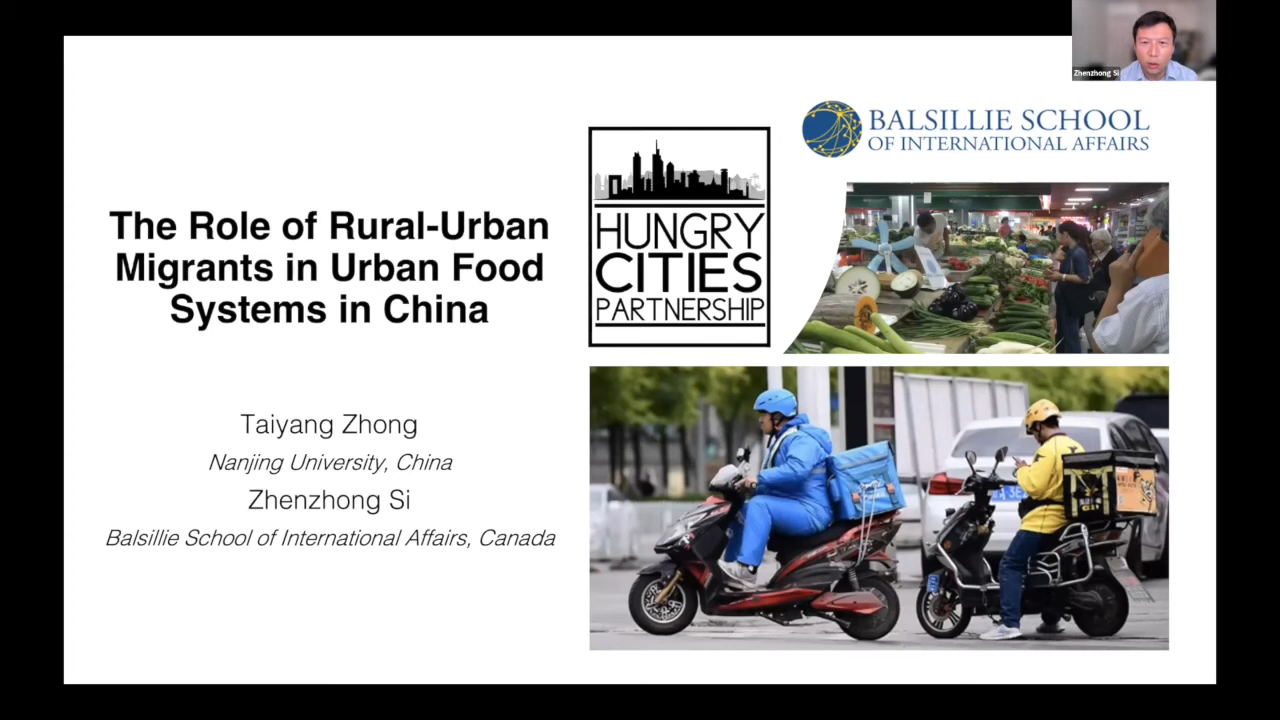 The Role of Rural-Urban
Migrants in Urban Food
Systems in China
Taiyang Zhong
Nanjing University, China
Zhenzhong Si
Balsillie School of International Affairs, Canada
HUNGRY
CITIES
PARTNERSHIP
BALSILLIE SCHOOL
OF INTERNATIONAL AFFAIRS
Zhenzhong Si